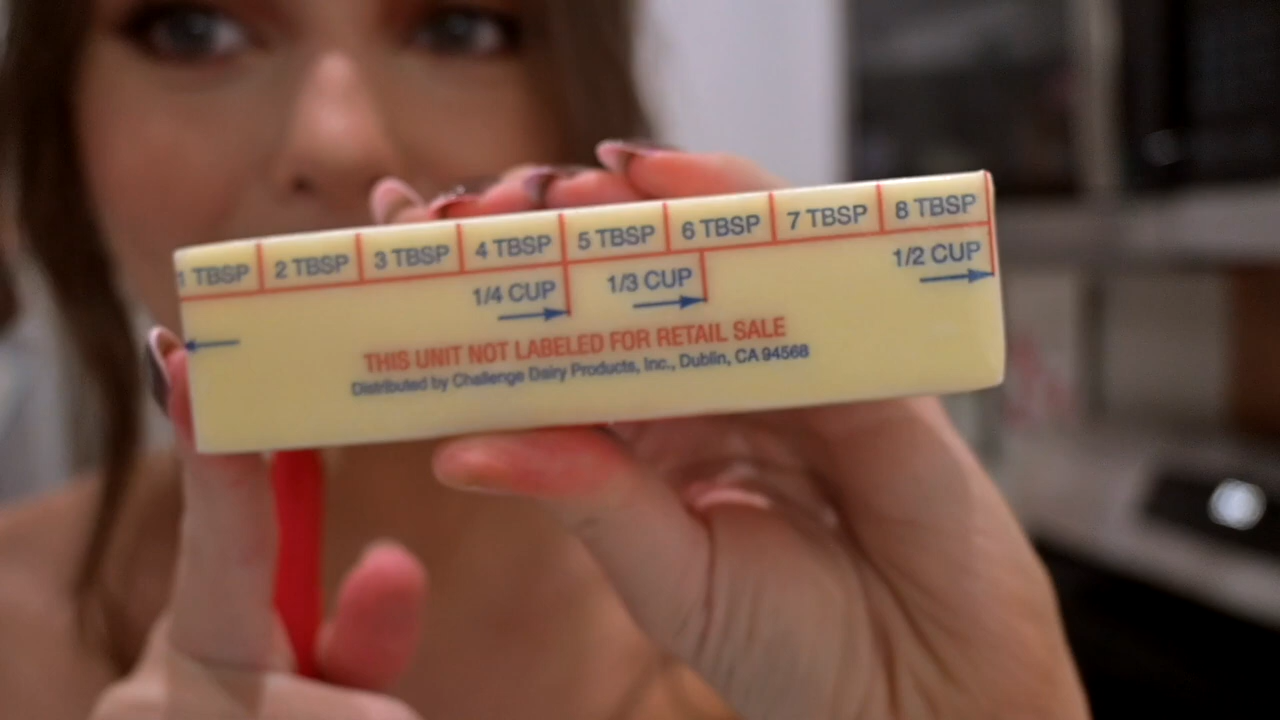 1 TBSP 2 TBSP 3 TBSP 4 TBSP 5 TBSP 6 TBSP 7 TBSP 8 TBSP
1/4 CUP 1/3 CUP 1/2 CUP
THIS UNIT NOT LABELED FOR RETAIL SALE
Distributed by Challenge Dairy Products, Inc., Dublin, CA 94568